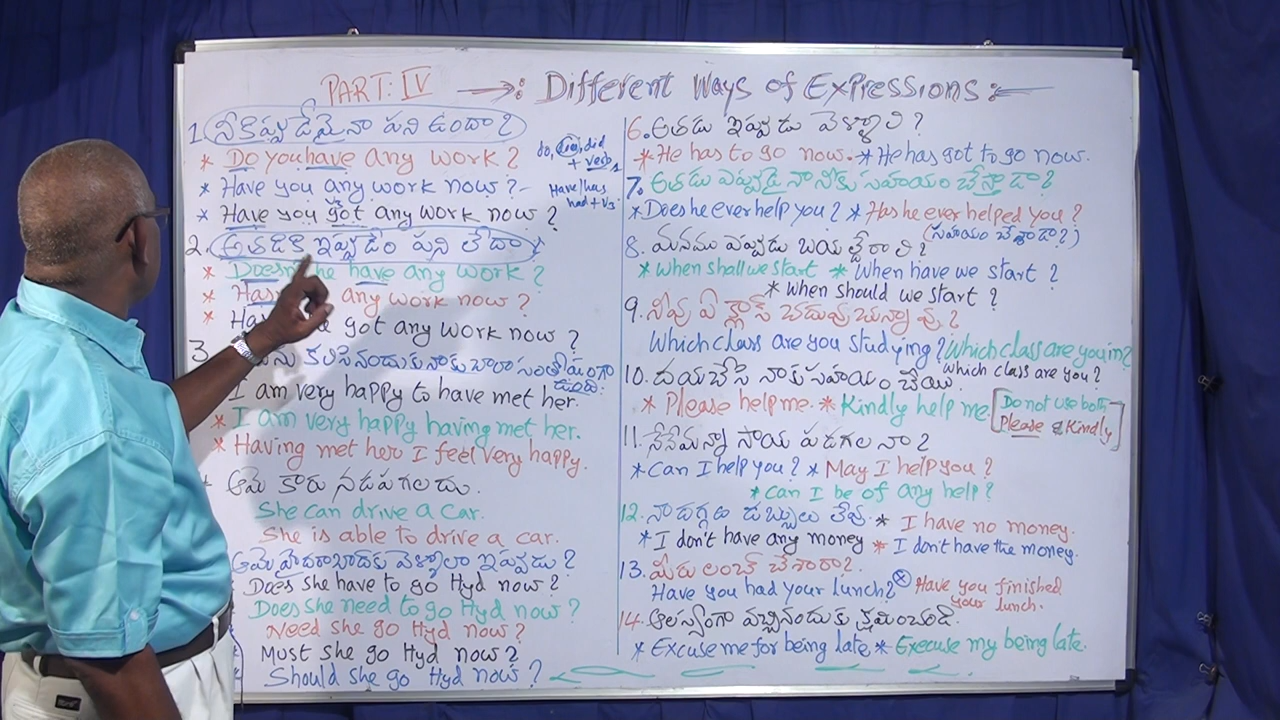 PART: IV → : Different Ways of Expressions :
1. నీకిప్పుడేమైనా పని ఉందా?
* Do you have any work?
* Have you any work now?
* Have you got any work now?
do, does, did + verb1
Have/has had + V3
V3
2. అతడికి ఇప్పుడేం పని లేదా?
* Doesn't he have any work?
* Has any work now?
* Ha he got any work now?
3. కలిసినందుకు నాకు చాలా సంతోషంగా ఉంది.
I am very happy to have met her.
* I am very happy having met her.
* Having met her I feel very happy.
ఆమె కారు నడపగలదు.
She can drive a car.
She is able to drive a car.
ఆమె హైదరాబాద్‌కు వెళ్ళాలా ఇప్పుడు?
Does she have to go Hyd now?
Does she need to go Hyd now?
Need she go Hyd now?
Must she go Hyd now?
Should she go Hyd now?
6. అతడు ఇప్పుడు వెళ్ళాలి?
* He has to go now. * He has got to go now.
7. అతడు ఎప్పుడైనా నీకు సహాయం చేస్తాడా?
* Does he ever help you? * Has he ever helped you?
(సహాయం చేశాడా?)
8. మనము ఎప్పుడు బయల్దేరాలి?
* When shall we start * When have we start?
* When should we start?
9. నీవు ఏ క్లాస్ చదువుచున్నావు?
Which class are you studying? Which class are you in?
Which class are you?
10. దయచేసి నాకు సహాయం చేయి.
* Please help me. * Kindly help me [Do not use both Please & Kindly]
11. నేనేమన్నా సాయ పడగలనా?
* Can I help you? * May I help you?
* Can I be of any help?
12. నా దగ్గర డబ్బులు లేవు. * I have no money.
* I don't have any money * I don't have the money.
13. మీరు లంచ్ చేశారా?
Have you had your lunch? Ⓧ Have you finished your lunch.
14. ఆలస్యంగా వచ్చినందుకు క్షమించండి.
* Excuse me for being late * Execuse my being late.